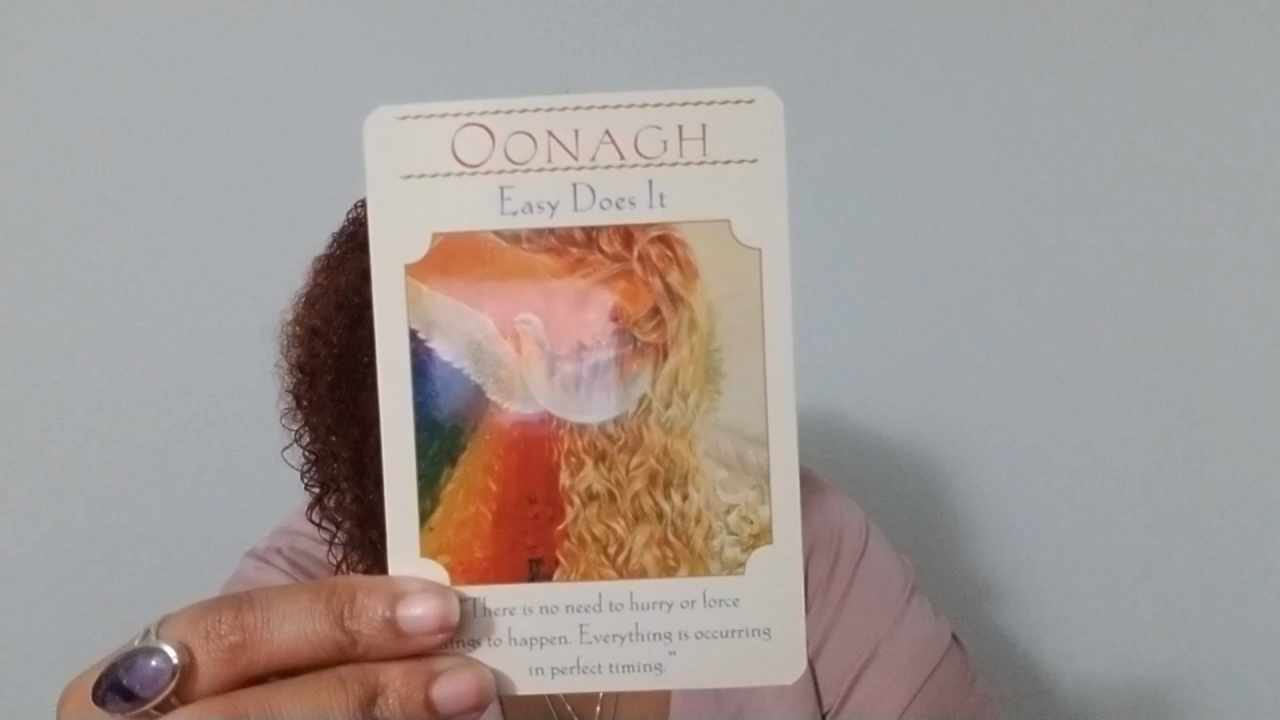 OONAGH
Easy Does It
"There is no need to hurry or force
to happen. Everything is occurring
in perfect timing."